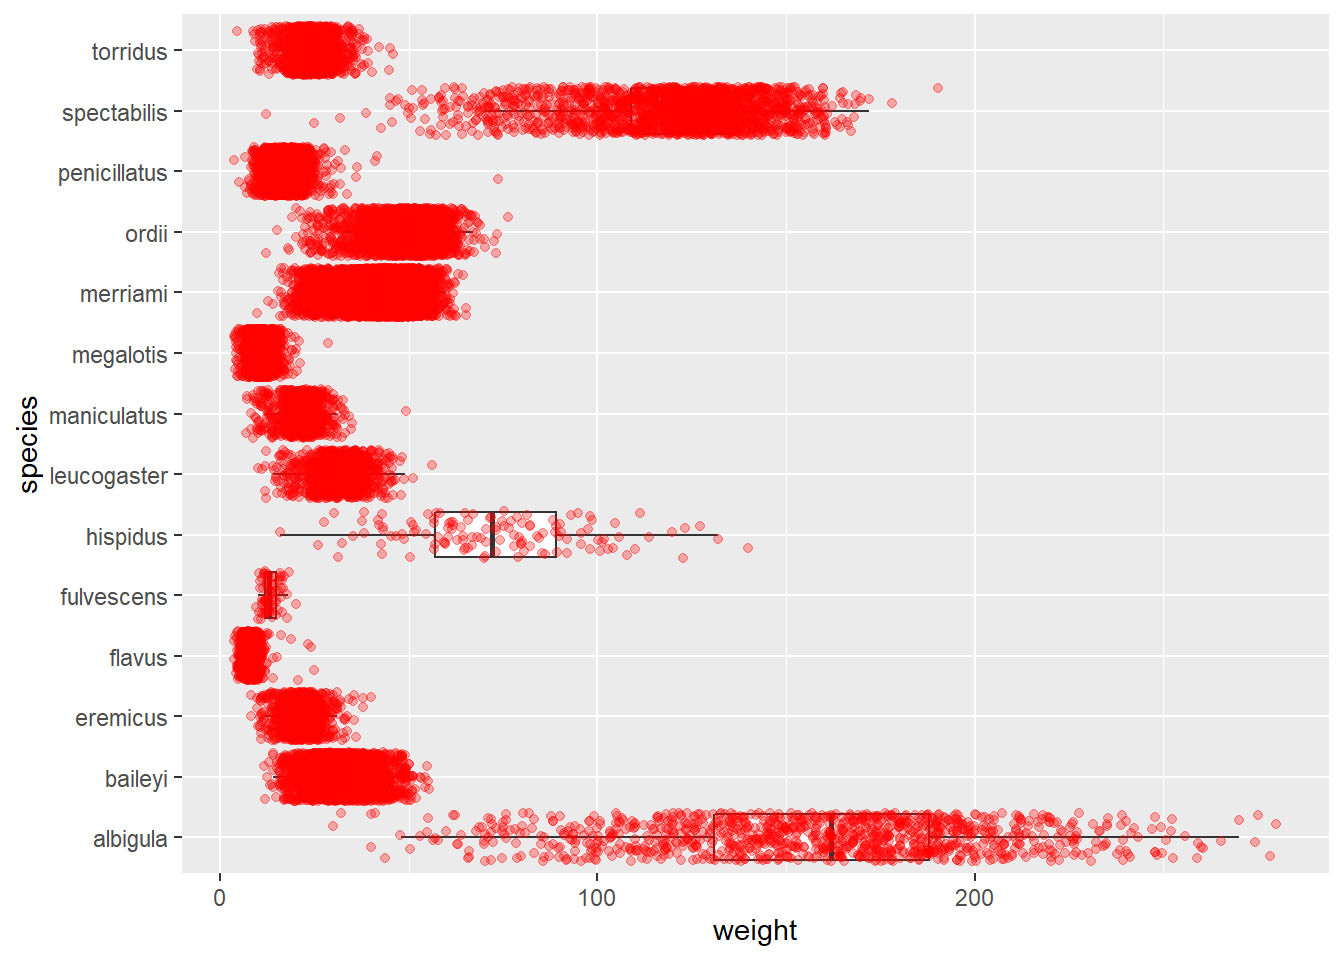 torridus
spectabilis
penicillatus
ordii
merriami
megalotis
maniculatus
leucogaster
hispidus
fulvescens
flavus
eremicus
baileyi
albigula
species
0 100 200
weight